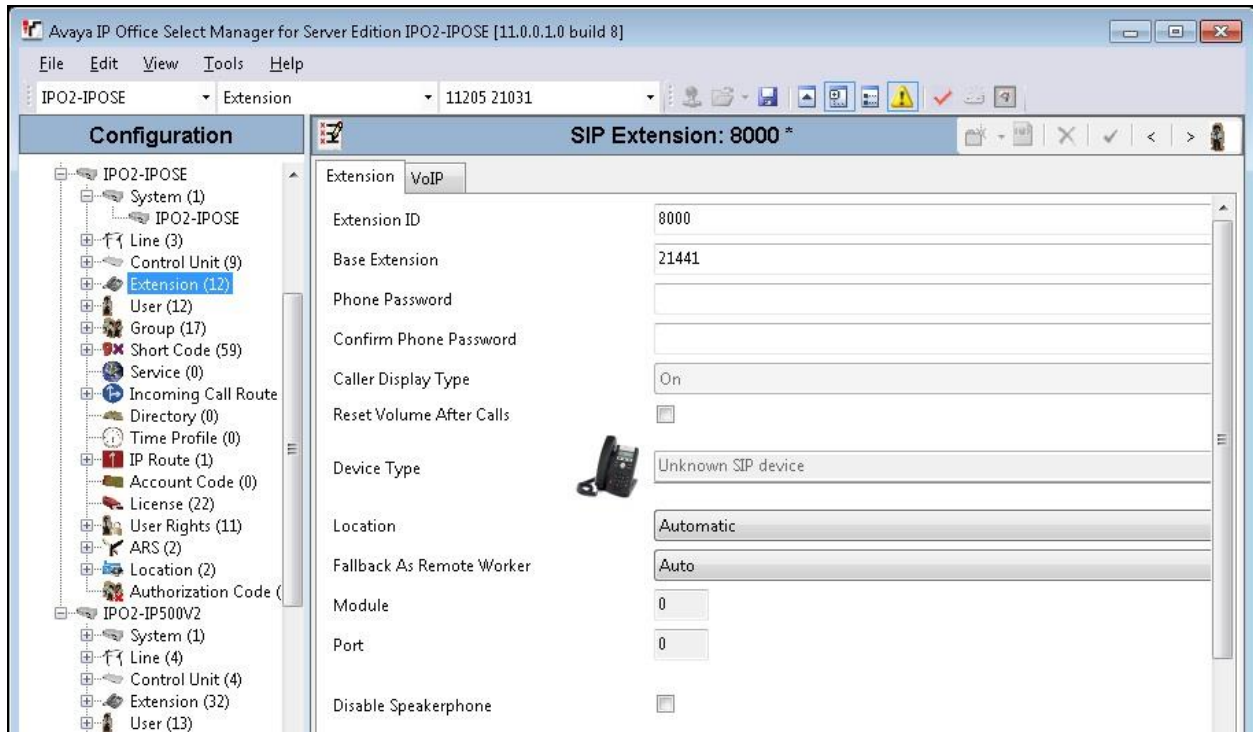 Avaya IP Office Select Manager for Server Edition IPO2-IPOSE [11.0.0.1.0 build 8]
File Edit View Tools Help
IPO2-IPOSE Extension 11205 21031
Configuration
IPO2-IPOSE
System (1)
IPO2-IPOSE
Line (3)
Control Unit (9)
Extension (12)
User (12)
Group (17)
Short Code (59)
Service (0)
Incoming Call Route
Directory (0)
Time Profile (0)
IP Route (1)
Account Code (0)
License (22)
User Rights (11)
ARS (2)
Location (2)
Authorization Code (
IPO2-IP500V2
System (1)
Line (4)
Control Unit (4)
Extension (32)
User (13)
SIP Extension: 8000 *
Extension VoIP
Extension ID 8000
Base Extension 21441
Phone Password
Confirm Phone Password
Caller Display Type On
Reset Volume After Calls
Device Type Unknown SIP device
Location Automatic
Fallback As Remote Worker Auto
Module 0
Port 0
Disable Speakerphone